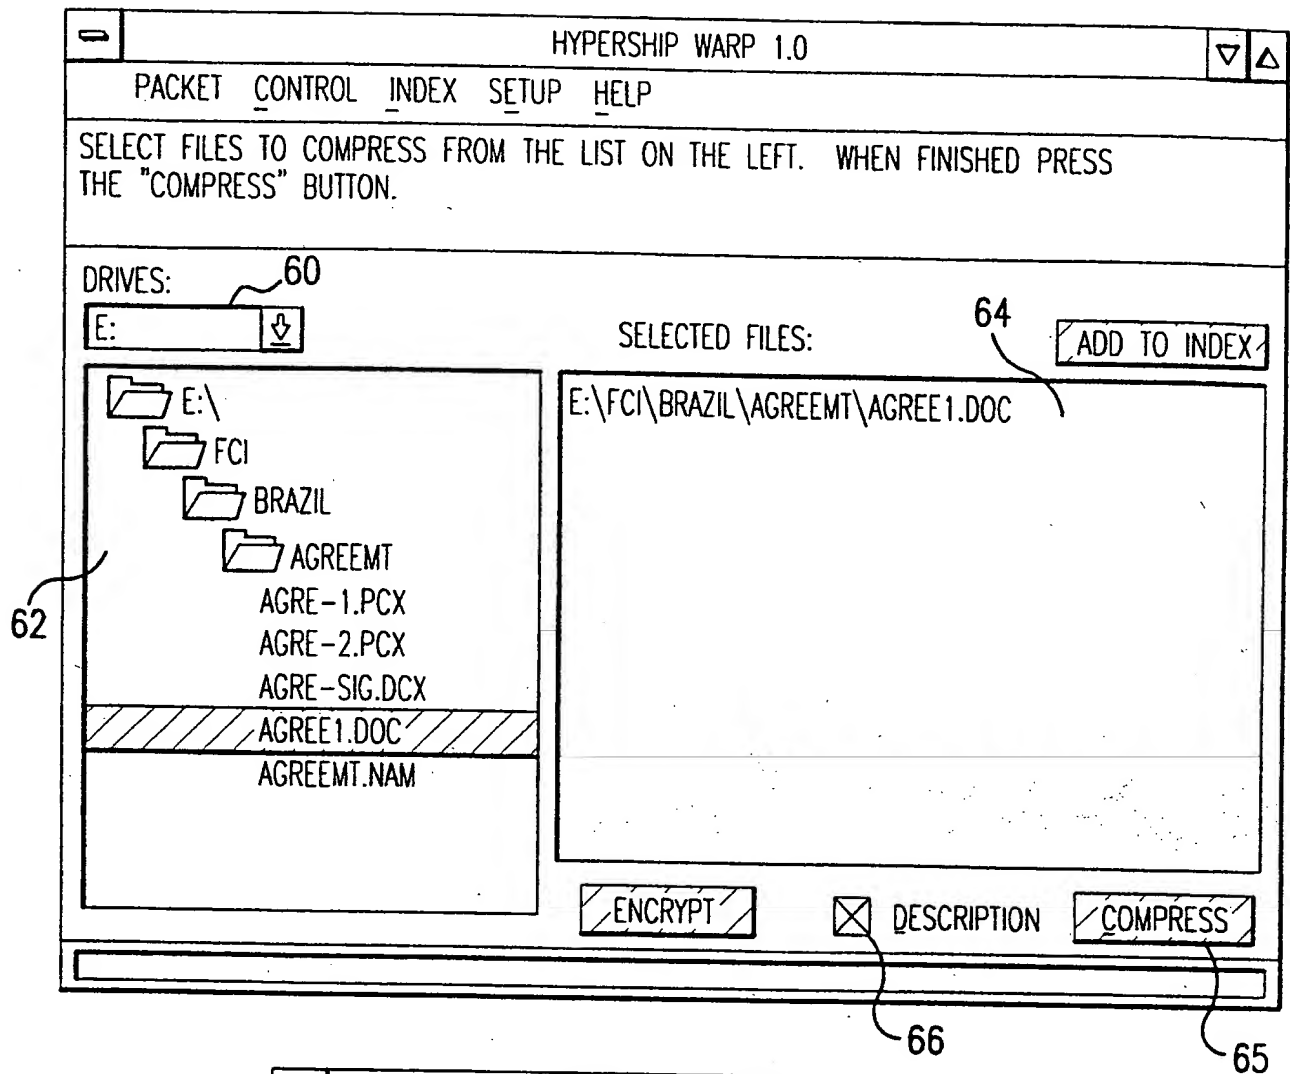 HYPERSHIP WARP 1.0
PACKET CONTROL INDEX SETUP HELP
SELECT FILES TO COMPRESS FROM THE LIST ON THE LEFT. WHEN FINISHED PRESS
THE "COMPRESS" BUTTON.
DRIVES:
60
E:
SELECTED FILES:
64
ADD TO INDEX
E:\
FCI
BRAZIL
AGREEMT
AGRE-1.PCX
AGRE-2.PCX
AGRE-SIG.DCX
AGREE1.DOC
AGREEMT.NAM
62
E:\FCI\BRAZIL\AGREEMT\AGREE1.DOC
ENCRYPT
DESCRIPTION
COMPRESS
66
65